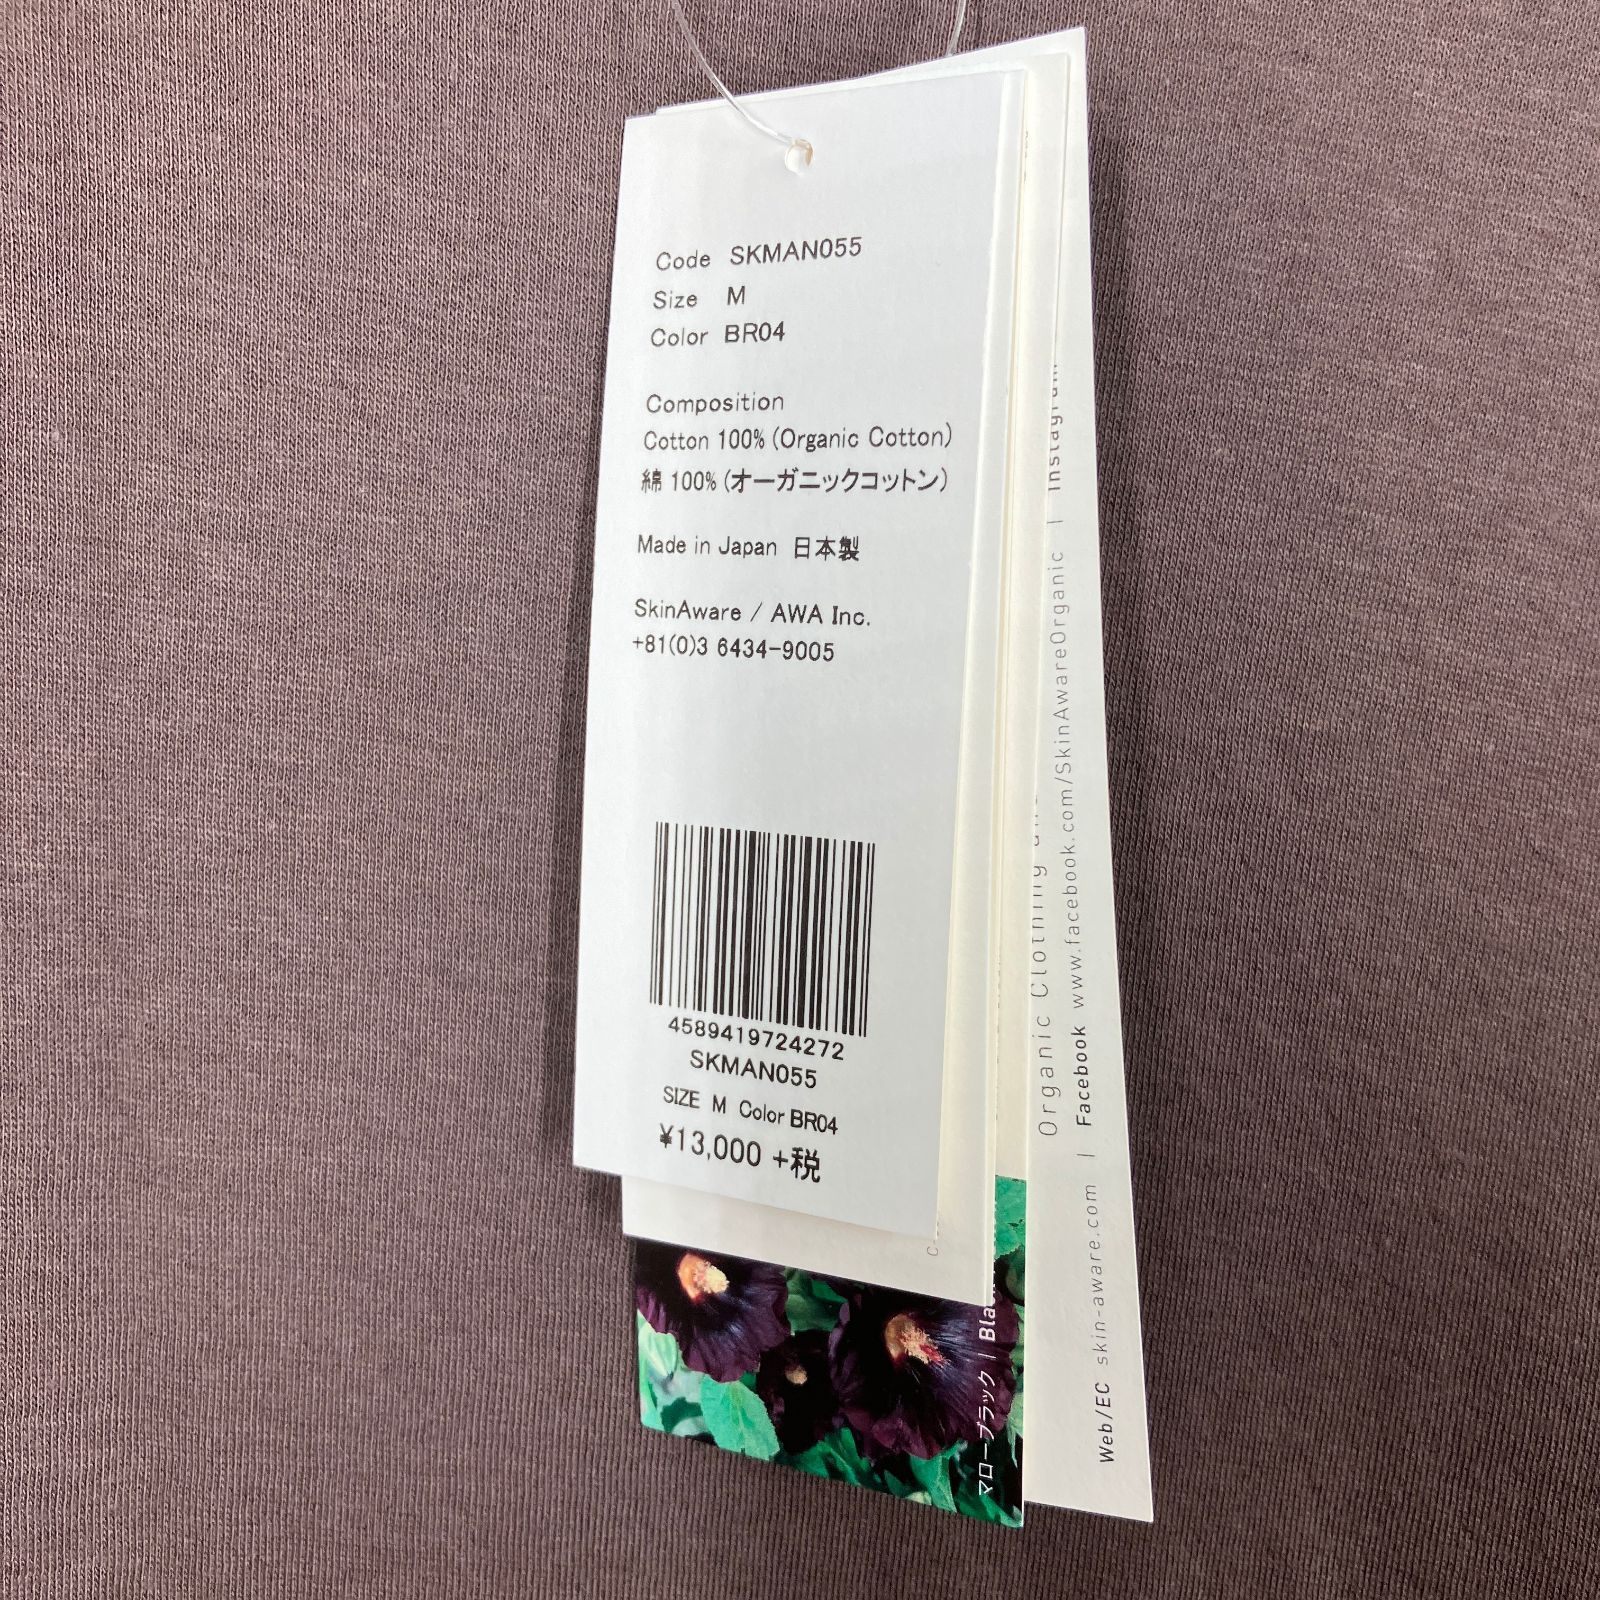 Code SKMAN055
Size M
Color BR04
Composition
Cotton 100% (Organic Cotton)
綿 100% (オーガニックコットン)
Made in Japan 日本製
SkinAware / AWA Inc.
+81(0)3 6434-9005
4589419724272
SKMAN055
SIZE M Color BR04
¥13,000 +税
マローブラック |
Organic Clothing
Web/EC skin-aware.com | Facebook www.facebook.com/SkinAwareOrganic | Instagram